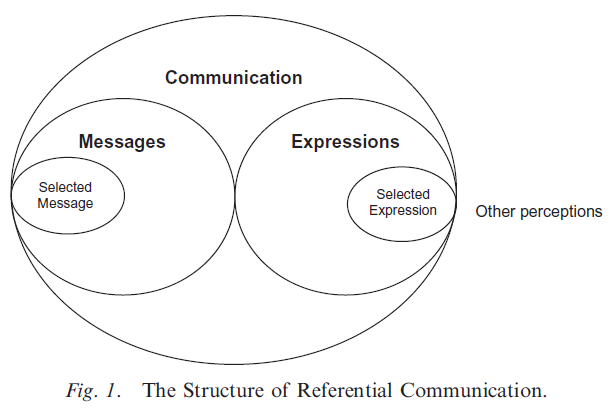 Communication
Messages
Expressions
Selected
Message
Selected
Expression
Other perceptions
Fig. 1. The Structure of Referential Communication.